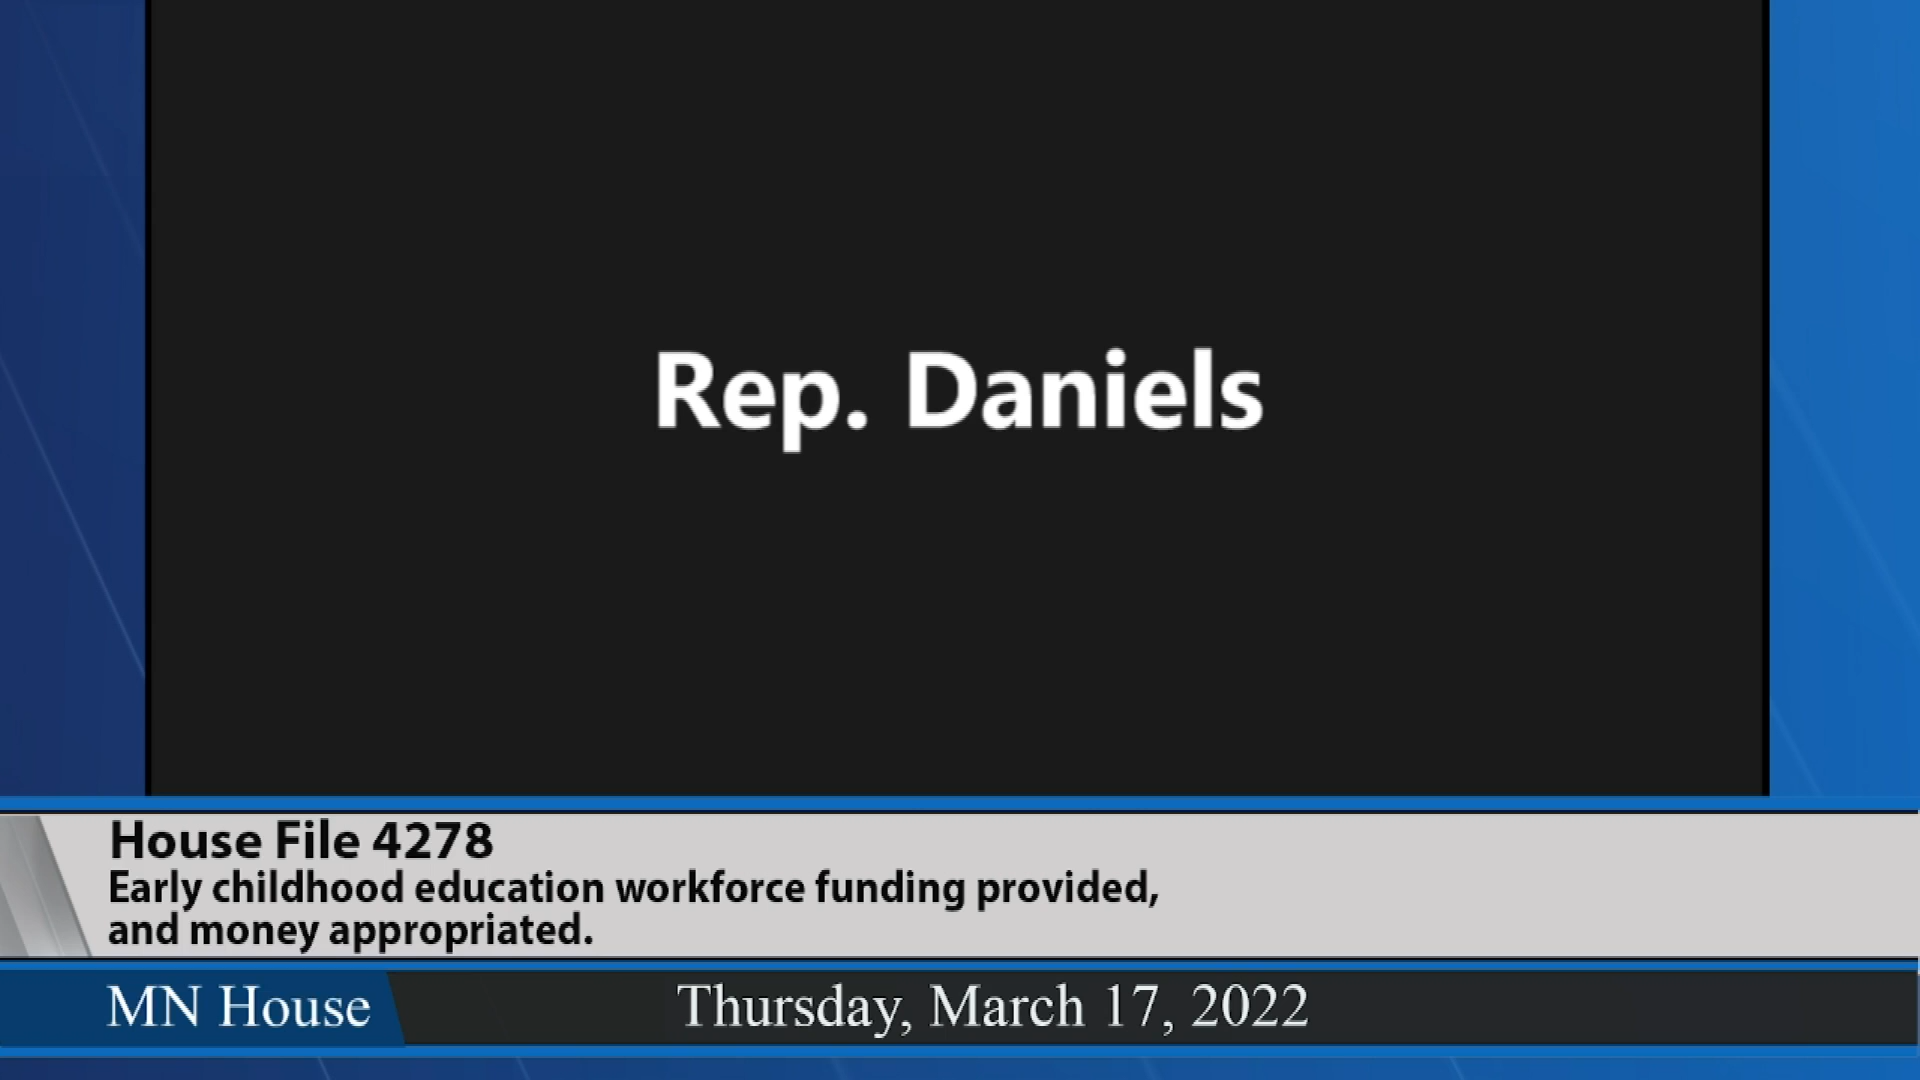 Rep. Daniels
House File 4278
Early childhood education workforce funding provided,
and money appropriated.
MN House
Thursday, March 17, 2022